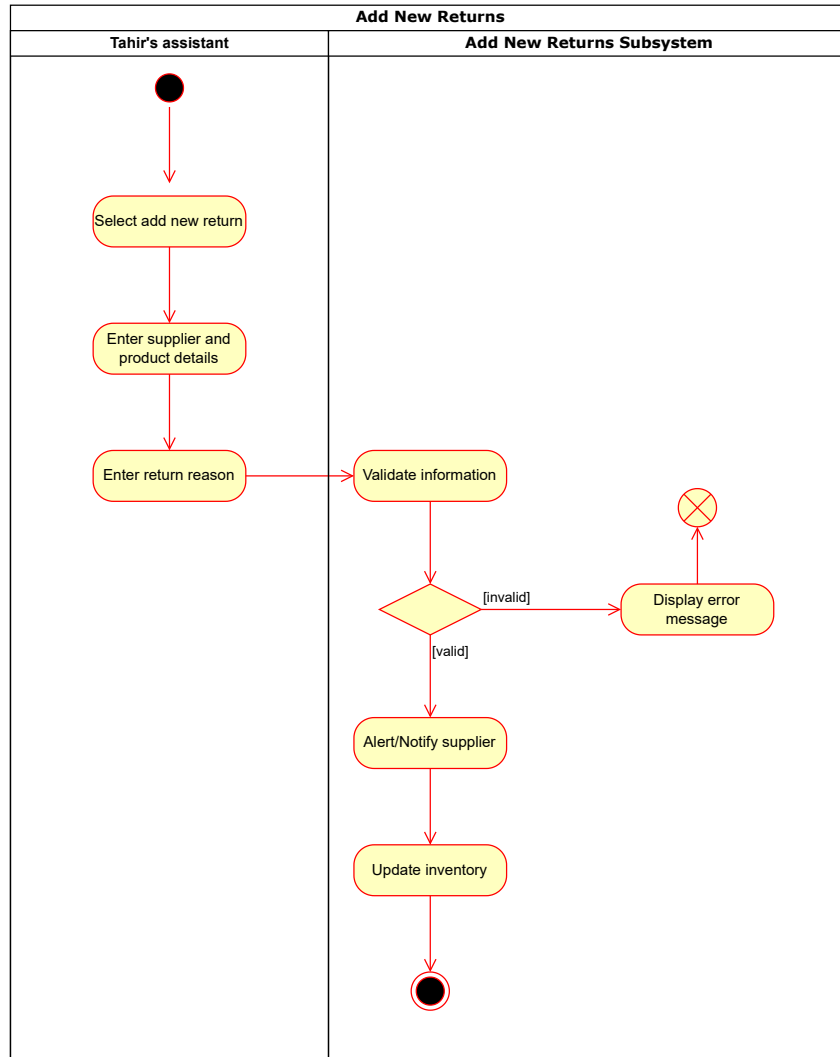 Add New Returns
Tahir's assistant
Add New Returns Subsystem
Select add new return
Enter supplier and
product details
Enter return reason
Validate information
[invalid]
Display error
message
[valid]
Alert/Notify supplier
Update inventory